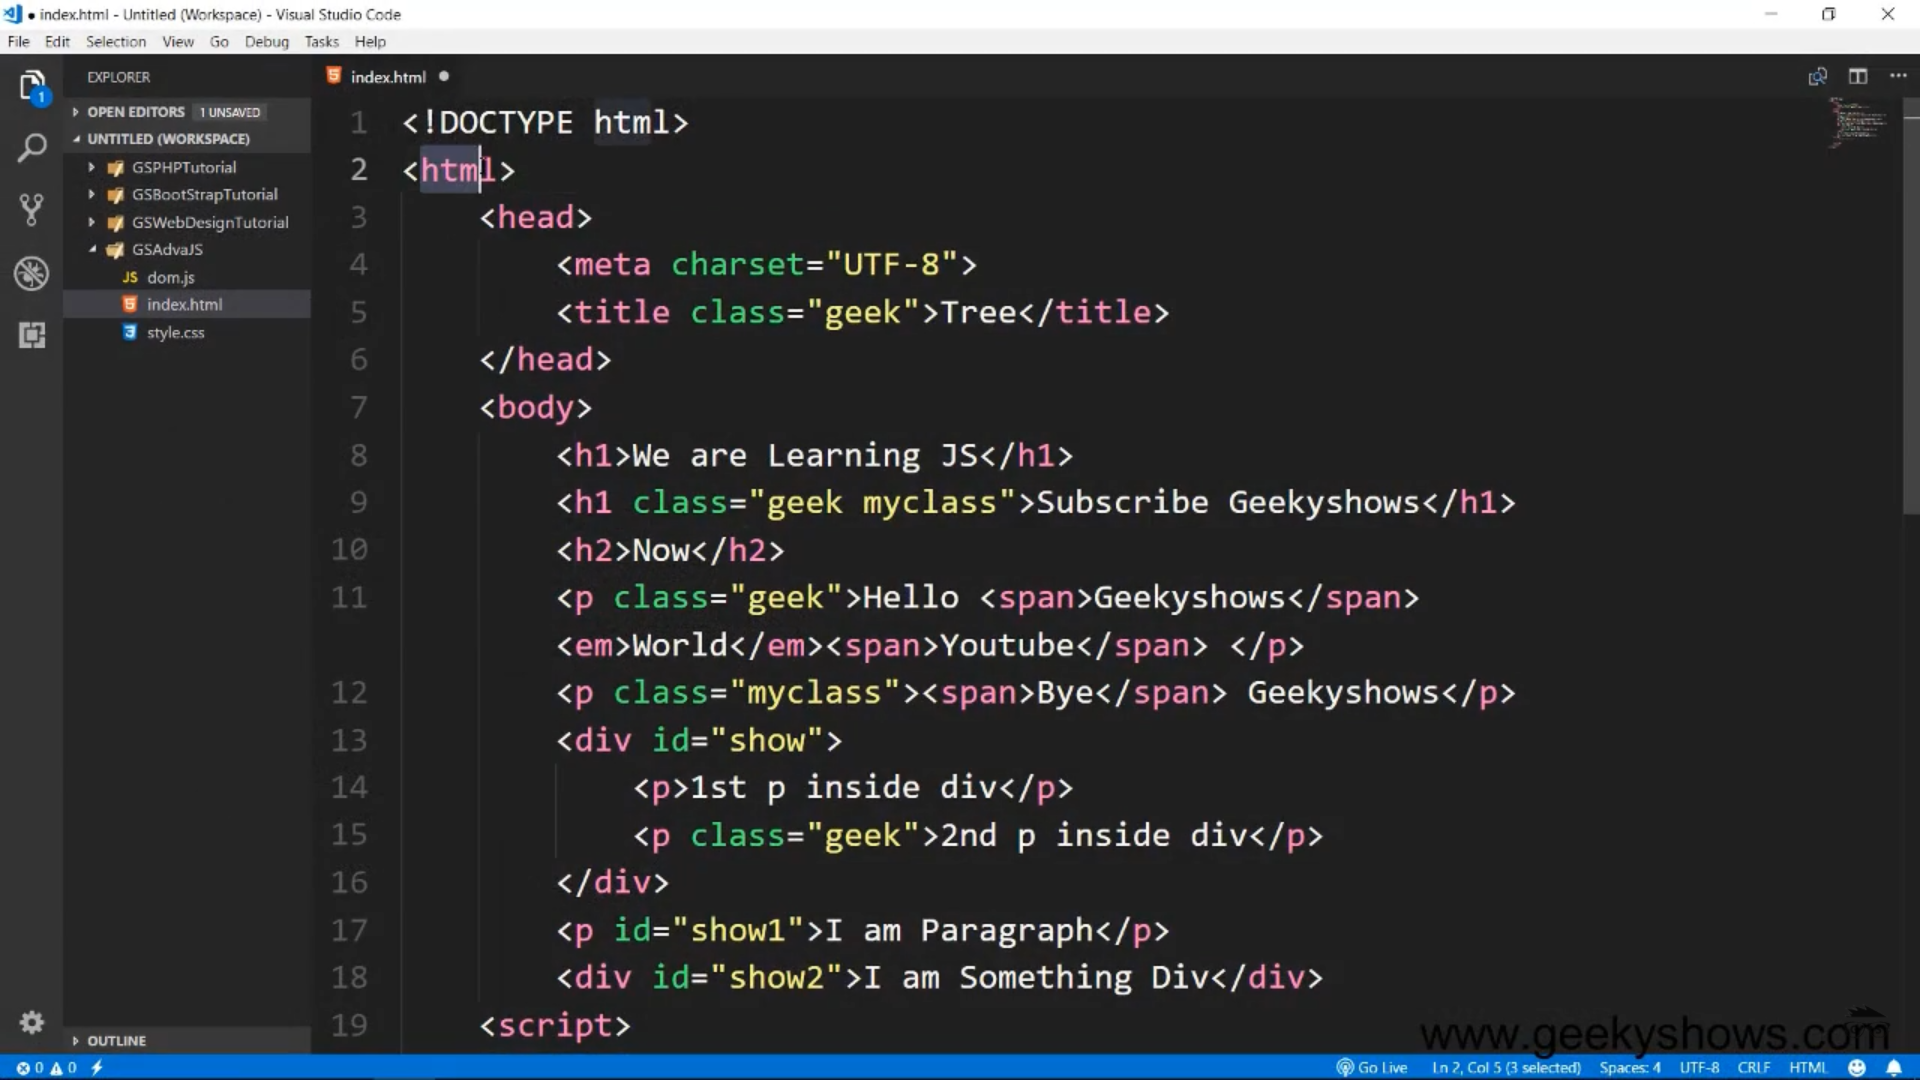 ● index.html - Untitled (Workspace) - Visual Studio Code
File Edit Selection View Go Debug Tasks Help
EXPLORER
1
OPEN EDITORS 1 UNSAVED
UNTITLED (WORKSPACE)
GSPHPTutorial
GSBootStrapTutorial
GSWebDesignTutorial
GSAdvaJS
JS dom.js
index.html
style.css
OUTLINE
index.html ●
1 <!DOCTYPE html>
2 <html>
3 <head>
4 <meta charset="UTF-8">
5 <title class="geek">Tree</title>
6 </head>
7 <body>
8 <h1>We are Learning JS</h1>
9 <h1 class="geek myclass">Subscribe Geekyshows</h1>
10 <h2>Now</h2>
11 <p class="geek">Hello <span>Geekyshows</span>
<em>World</em><span>Youtube</span> </p>
12 <p class="myclass"><span>Bye</span> Geekyshows</p>
13 <div id="show">
14 <p>1st p inside div</p>
15 <p class="geek">2nd p inside div</p>
16 </div>
17 <p id="show1">I am Paragraph</p>
18 <div id="show2">I am Something Div</div>
19 <script>
www.geekyshows.com
0 0 Go Live Ln 2, Col 5 (3 selected) Spaces: 4 UTF-8 CRLF HTML